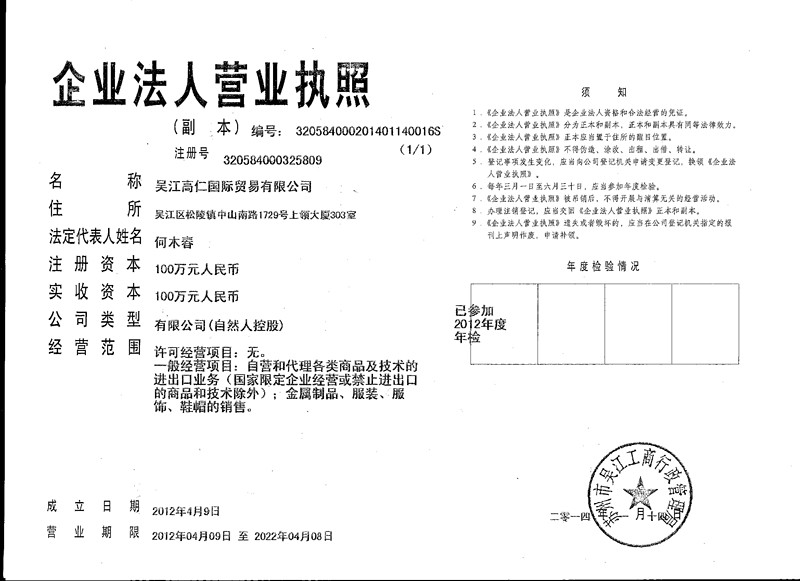 企业法人营业执照
（副 本） 编号： 320584000201401140016S
（1/1）
注册号 320584000325809
名 称 吴江高仁国际贸易有限公司
住 所 吴江区松陵镇中山南路1729号上领大厦303室
法定代表人姓名 何木春
注 册 资 本 100万元人民币
实 收 资 本 100万元人民币
公 司 类 型 有限公司(自然人控股)
经 营 范 围 许可经营项目：无。
一般经营项目：自营和代理各类商品及技术的
进出口业务（国家限定企业经营或禁止进出口
的商品和技术除外）；金属制品、服装、服
饰、鞋帽的销售。
成 立 日 期 2012年4月9日
营 业 期 限 2012年04月09日 至 2022年04月08日
须 知
1．《企业法人营业执照》是企业法人资格和合法经营的凭证。
2．《企业法人营业执照》分为正本和副本，正本和副本具有同等法律效力。
3．《企业法人营业执照》正本应当置于住所的醒目位置。
4．《企业法人营业执照》不得伪造、涂改、出租、出借、转让。
5．登记事项发生变化，应当向公司登记机关申请变更登记，换领《企业法
人营业执照》。
6．每年三月一日至六月三十日，应当参加年度检验。
7．《企业法人营业执照》被吊销后，不得开展与清算无关的经营活动。
8．办理注销登记，应当交回《企业法人营业执照》正本和副本。
9．《企业法人营业执照》遗失或者毁坏的，应当在公司登记机关指定的报
刊上声明作废，申请补领。
年度检验情况
已参加
2012年度
年检
苏州市吴江工商行政管理局
二零一四年一月十四日